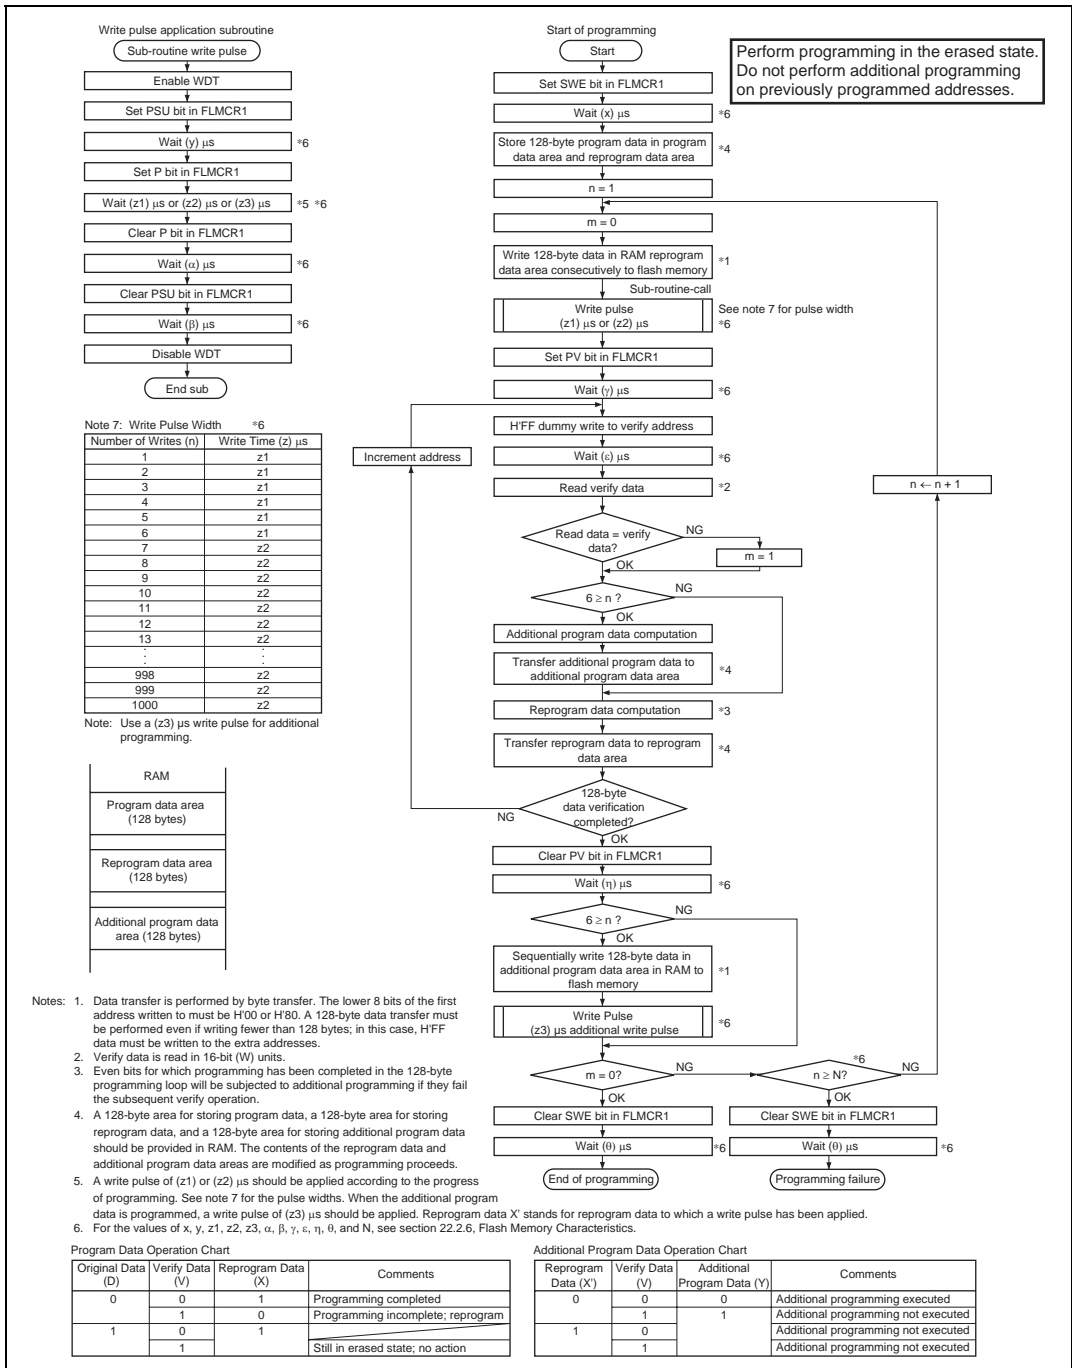 Write pulse application subroutine
Sub-routine write pulse
Enable WDT
Set PSU bit in FLMCR1
Wait (y) µs *6
Set P bit in FLMCR1
Wait (z1) µs or (z2) µs or (z3) µs *5 *6
Clear P bit in FLMCR1
Wait (α) µs *6
Clear PSU bit in FLMCR1
Wait (β) µs *6
Disable WDT
End sub
Note 7: Write Pulse Width *6
Number of Writes (n) Write Time (z) µs
1 z1
2 z1
3 z1
4 z1
5 z1
6 z1
7 z2
8 z2
9 z2
10 z2
11 z2
12 z2
13 z2
⋮ ⋮
998 z2
999 z2
1000 z2
Note: Use a (z3) µs write pulse for additional
programming.
RAM
Program data area
(128 bytes)
Reprogram data area
(128 bytes)
Additional program data
area (128 bytes)
Start of programming
Start
Perform programming in the erased state.
Do not perform additional programming
on previously programmed addresses.
Set SWE bit in FLMCR1
Wait (x) µs *6
Store 128-byte program data in program
data area and reprogram data area *4
n = 1
m = 0
Write 128-byte data in RAM reprogram
data area consecutively to flash memory *1
Sub-routine-call
Write pulse
(z1) µs or (z2) µs
See note 7 for pulse width
*6
Set PV bit in FLMCR1
Wait (γ) µs *6
H'FF dummy write to verify address
Increment address
Wait (ε) µs *6
Read verify data *2
n ← n + 1
Read data = verify
data?
NG
m = 1
OK
6 ≥ n ?
NG
OK
Additional program data computation
Transfer additional program data to
additional program data area *4
Reprogram data computation *3
Transfer reprogram data to reprogram
data area *4
128-byte
data verification
completed?
NG
OK
Clear PV bit in FLMCR1
Wait (η) µs *6
6 ≥ n ?
NG
OK
Sequentially write 128-byte data in
additional program data area in RAM to
flash memory *1
Write Pulse
(z3) µs additional write pulse *6
m = 0?
NG
*6
n ≥ N?
NG
OK OK
Clear SWE bit in FLMCR1 Clear SWE bit in FLMCR1
Wait (θ) µs *6 Wait (θ) µs *6
End of programming Programming failure
Notes: 1. Data transfer is performed by byte transfer. The lower 8 bits of the first
address written to must be H'00 or H'80. A 128-byte data transfer must
be performed even if writing fewer than 128 bytes; in this case, H'FF
data must be written to the extra addresses.
2. Verify data is read in 16-bit (W) units.
3. Even bits for which programming has been completed in the 128-byte
programming loop will be subjected to additional programming if they fail
the subsequent verify operation.
4. A 128-byte area for storing program data, a 128-byte area for storing
reprogram data, and a 128-byte area for storing additional program data
should be provided in RAM. The contents of the reprogram data and
additional program data areas are modified as programming proceeds.
5. A write pulse of (z1) or (z2) µs should be applied according to the progress
of programming. See note 7 for the pulse widths. When the additional program
data is programmed, a write pulse of (z3) µs should be applied. Reprogram data X' stands for reprogram data to which a write pulse has been applied.
6. For the values of x, y, z1, z2, z3, α, β, γ, ε, η, θ, and N, see section 22.2.6, Flash Memory Characteristics.
Program Data Operation Chart
Original Data
(D) Verify Data
(V) Reprogram Data
(X) Comments
0 0 1 Programming completed
1 0 Programming incomplete; reprogram
1 0 1
1 Still in erased state; no action
Additional Program Data Operation Chart
Reprogram
Data (X') Verify Data
(V) Additional
Program Data (Y) Comments
0 0 0 Additional programming executed
1 1 Additional programming not executed
1 0 Additional programming not executed
1 Additional programming not executed